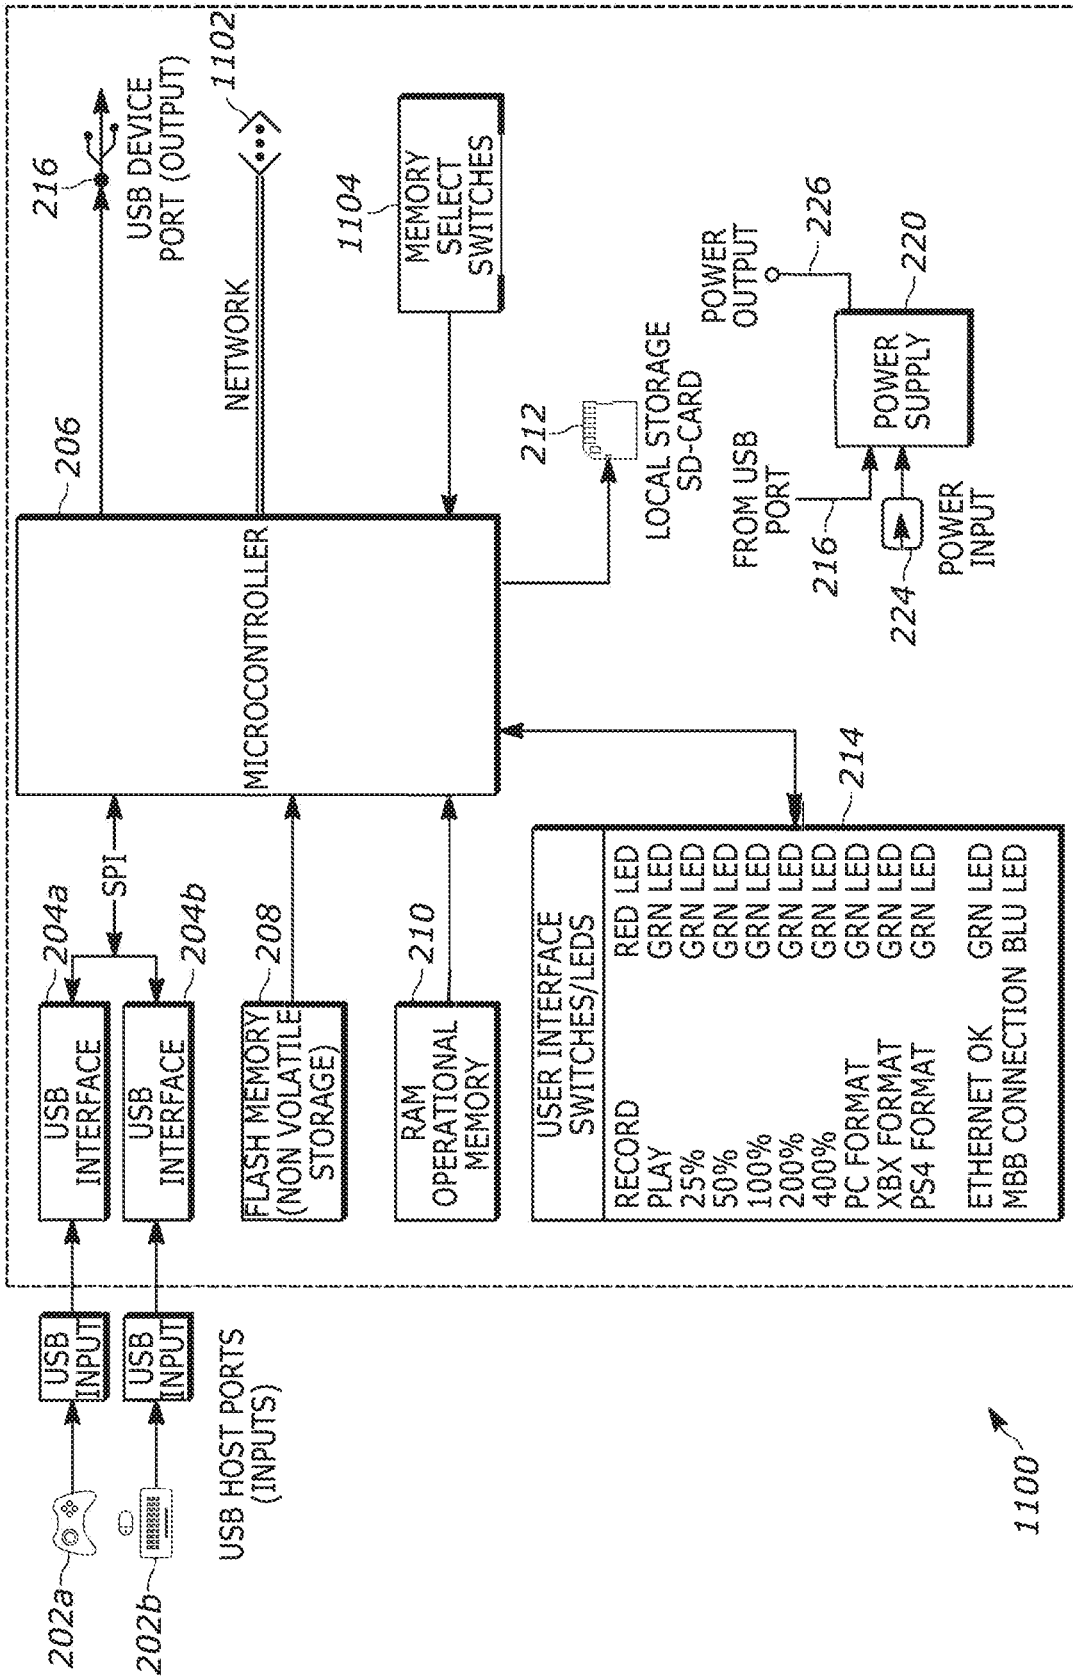 202a
202b
USB
INPUT
USB
INPUT
USB HOST PORTS
(INPUTS)
1100
204a
USB
INTERFACE
204b
USB
INTERFACE
SPI
208
FLASH MEMORY
(NON VOLATILE
STORAGE)
210
RAM
OPERATIONAL
MEMORY
USER INTERFACE
SWITCHES/LEDS
RECORD RED LED
PLAY GRN LED
25% GRN LED
50% GRN LED
100% GRN LED
200% GRN LED
400% GRN LED
PC FORMAT GRN LED
XBX FORMAT GRN LED
PS4 FORMAT GRN LED
ETHERNET OK GRN LED
MBB CONNECTION BLU LED
214
206
MICROCONTROLLER
216
USB DEVICE
PORT (OUTPUT)
NETWORK
1102
1104
MEMORY
SELECT
SWITCHES
212
LOCAL STORAGE
SD-CARD
FROM USB
PORT
216
224
POWER
INPUT
POWER
SUPPLY
220
POWER
OUTPUT
226